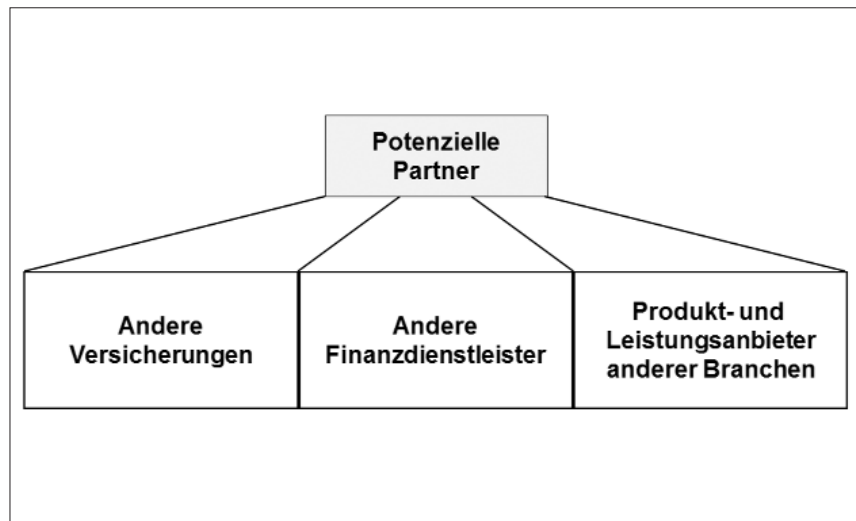 Potenzielle
Partner
Andere
Versicherungen
Andere
Finanzdienstleister
Produkt- und
Leistungsanbieter
anderer Branchen